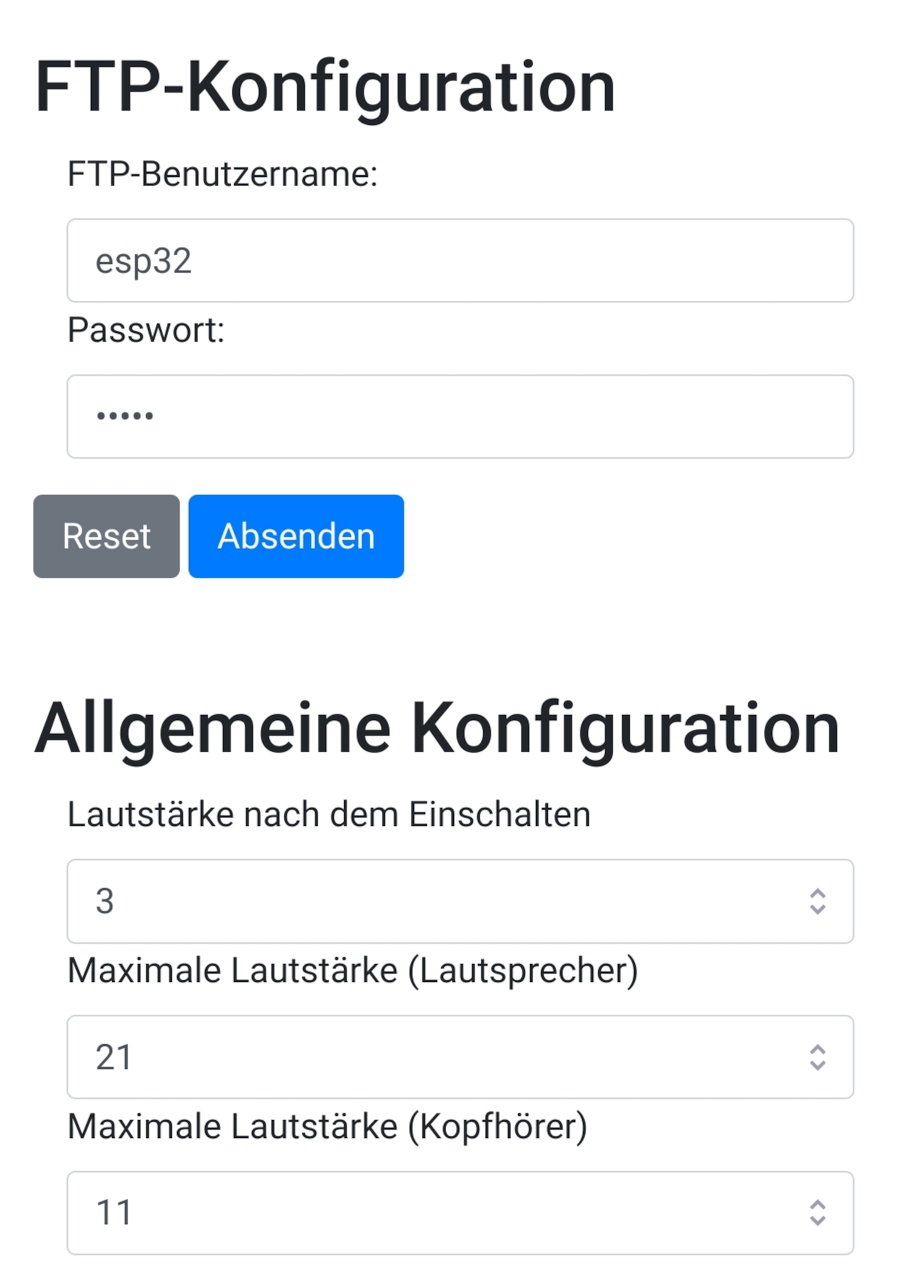 FTP-Konfiguration
FTP-Benutzername:
esp32
Passwort:
•••••
Reset Absenden
Allgemeine Konfiguration
Lautstärke nach dem Einschalten
3
Maximale Lautstärke (Lautsprecher)
21
Maximale Lautstärke (Kopfhörer)
11